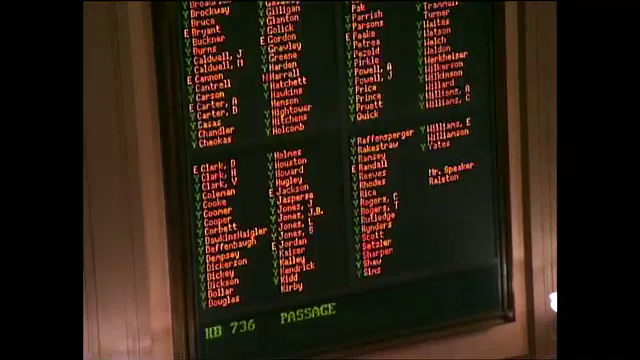 Brockway
Y Bruce
E Bryant
Y Buckner
Y Burns
Y Caldwell, J
Y Caldwell, M
E Cannon
Y Cantrell
Y Carson
E Carter, A
Y Carter, D
Y Casas
Y Chandler
Y Cheokas
E Clark, D
Y Clark, H
Y Clark, V
Y Coleman
Y Cooke
Y Coomer
Y Cooper
Y Corbett
Y DawkinsHaigler
Y Deffenbaugh
Y Dempsey
Y Dickerson
Y Dickey
Y Dickson
Y Dollar
Y Douglas
Gilligan
Y Glanton
Y Golick
E Gordon
Y Gravley
Y Greene
Y Harden
N Harrell
Y Hatchett
Y Hawkins
Henson
Y Hightower
Y Hitchens
Y Holcomb
Y Holmes
Y Houston
Y Howard
Y Hugley
E Jackson
Y Jasperse
Y Jones, J
Y Jones, J.B.
Y Jones, L
Y Jones, S
E Jordan
Y Kaiser
Y Kelley
Y Kendrick
Y Kidd
Kirby
Pak
Y Parrish
Y Parsons
E Peake
Y Petrea
Y Pezold
Y Pirkle
Y Powell, A
Y Powell, J
Y Price
Y Prince
Y Pruett
Y Quick
Y Raffensperger
Y Rakestraw
Y Ramsey
E Randall
Y Reeves
Y Rhodes
Y Rice
Y Rogers, C
Y Rogers, T
Y Rutledge
Y Rynders
Y Scott
Y Setzler
Y Sharper
Y Shaw
Y Sims
Y Trammell
Turner
Y Waites
Y Watson
Y Welch
Y Weldon
Y Werkheiser
Y Wilkerson
Y Wilkinson
Y Willard
Y Williams, A
Y Williams, C
Y Williams, E
Y Williamson
Y Yates
Mr. Speaker
Ralston
HB 736 PASSAGE